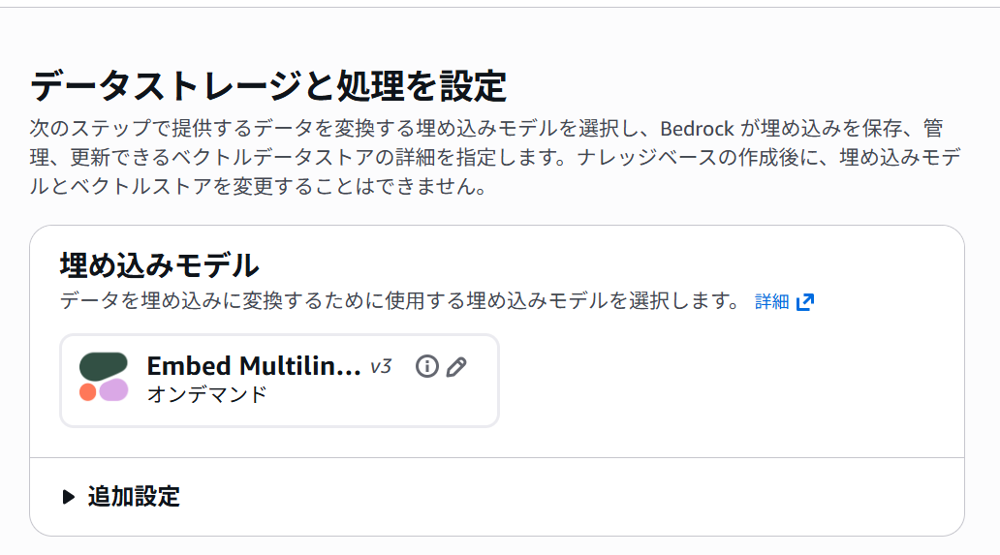 データストレージと処理を設定
次のステップで提供するデータを変換する埋め込みモデルを選択し、Bedrock が埋め込みを保存、管
理、更新できるベクトルデータストアの詳細を指定します。ナレッジベースの作成後に、埋め込みモデ
ルとベクトルストアを変更することはできません。
埋め込みモデル
データを埋め込みに変換するために使用する埋め込みモデルを選択します。 詳細
Embed Multilin... v3
オンデマンド
追加設定